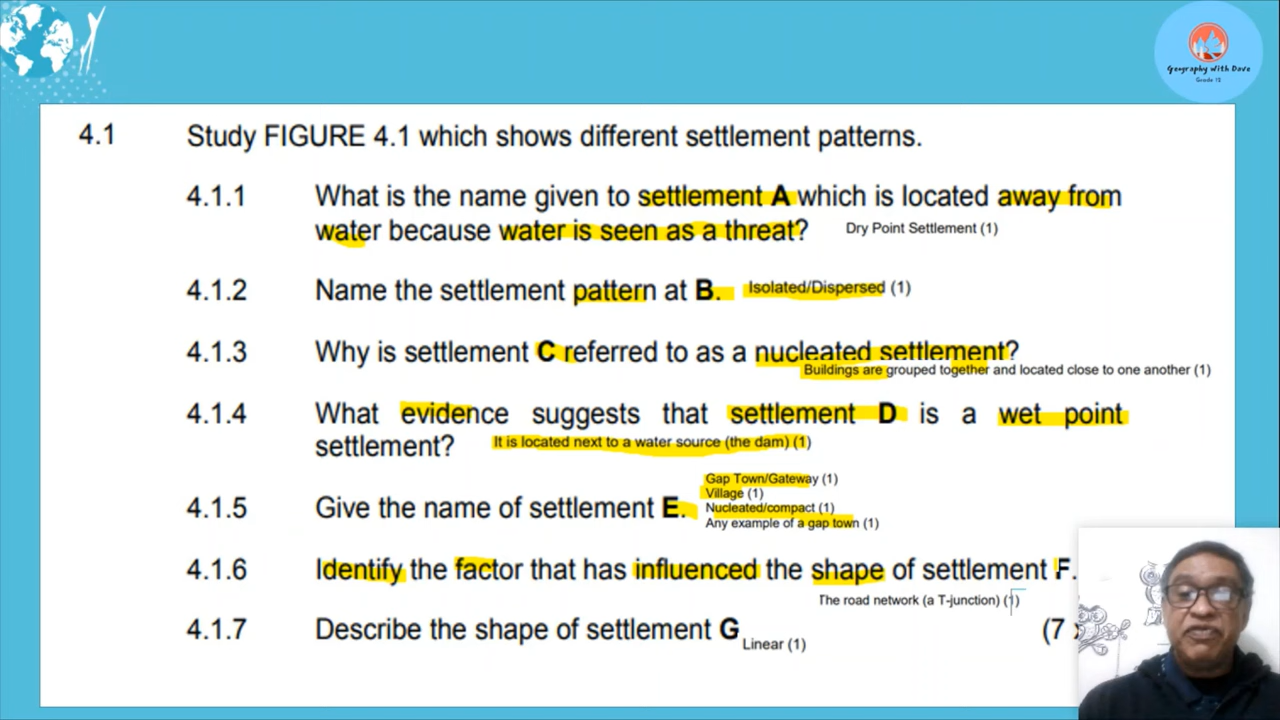 Geography with Dave
Grade 12
4.1 Study FIGURE 4.1 which shows different settlement patterns.
4.1.1 What is the name given to settlement A which is located away from
water because water is seen as a threat? Dry Point Settlement (1)
4.1.2 Name the settlement pattern at B. Isolated/Dispersed (1)
4.1.3 Why is settlement C referred to as a nucleated settlement?
Buildings are grouped together and located close to one another (1)
4.1.4 What evidence suggests that settlement D is a wet point
settlement? It is located next to a water source (the dam) (1)
Gap Town/Gateway (1)
Village (1)
4.1.5 Give the name of settlement E. Nucleated/compact (1)
Any example of a gap town (1)
4.1.6 Identify the factor that has influenced the shape of settlement F.
The road network (a T-junction) (1)
4.1.7 Describe the shape of settlement G (7
Linear (1)